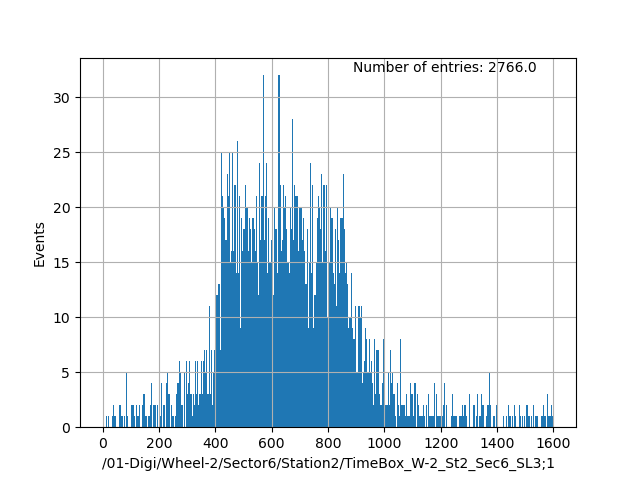 Number of entries: 2766.0
30
25
20
15
10
5
0
Events
0 200 400 600 800 1000 1200 1400 1600
/01-Digi/Wheel-2/Sector6/Station2/TimeBox_W-2_St2_Sec6_SL3;1